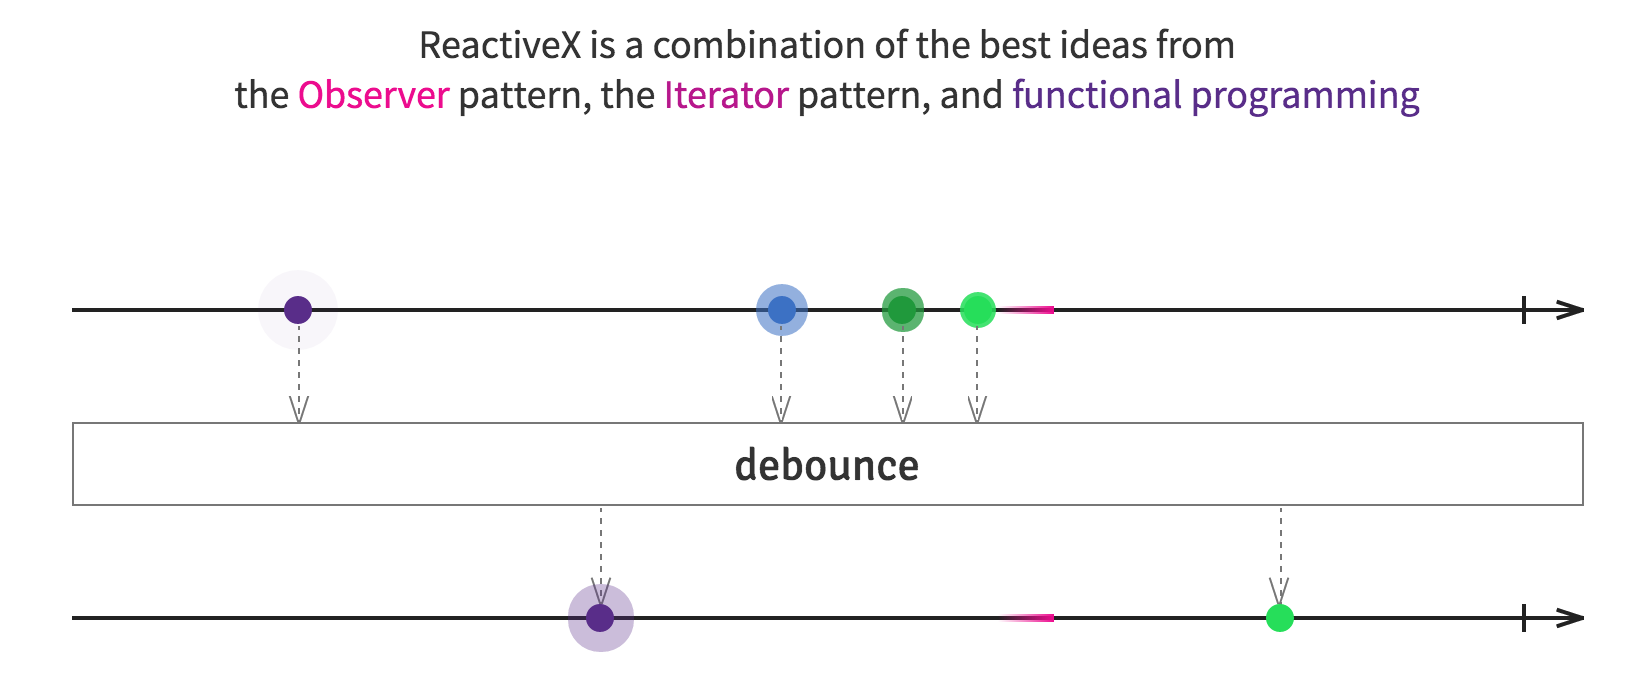 ReactiveX is a combination of the best ideas from
the Observer pattern, the Iterator pattern, and functional programming
debounce